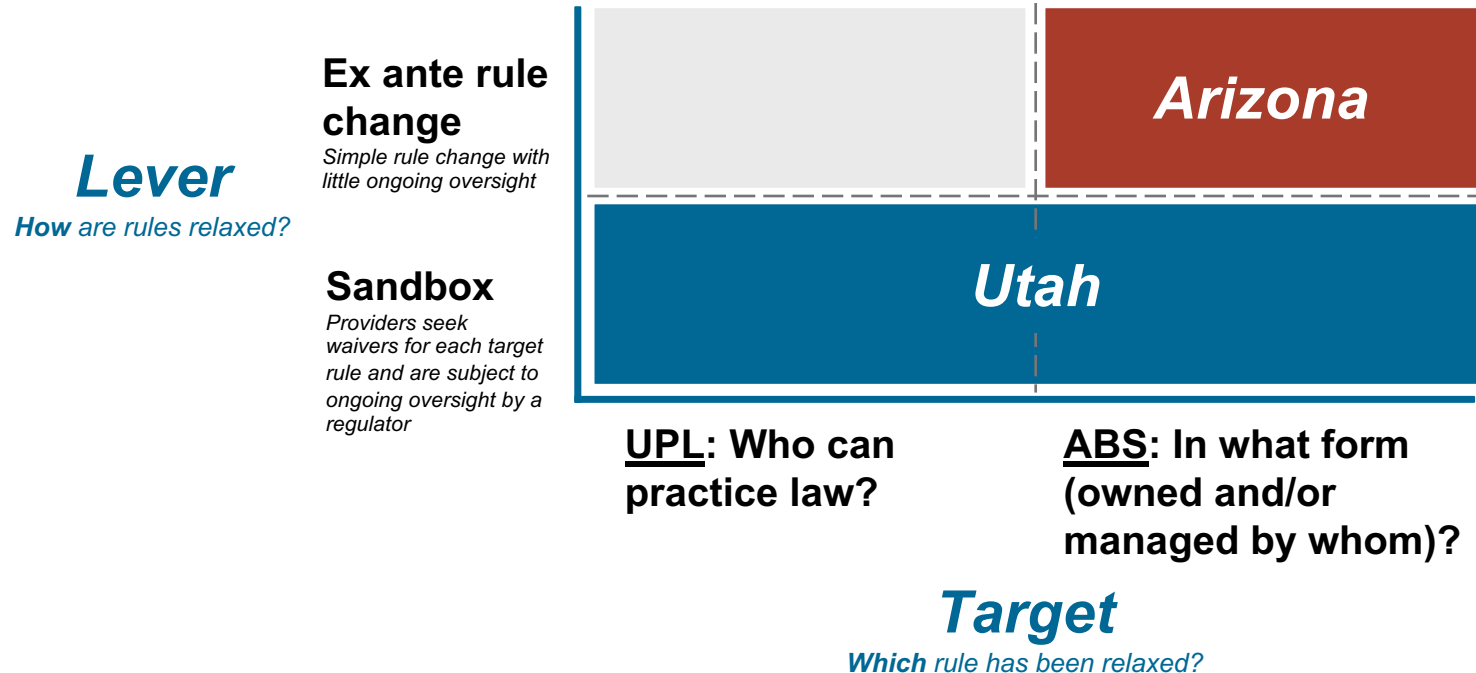 Lever
How are rules relaxed?
Ex ante rule
change
Simple rule change with
little ongoing oversight
Arizona
Sandbox
Providers seek
waivers for each target
rule and are subject to
ongoing oversight by a
regulator
Utah
UPL: Who can
practice law?
ABS: In what form
(owned and/or
managed by whom)?
Target
Which rule has been relaxed?